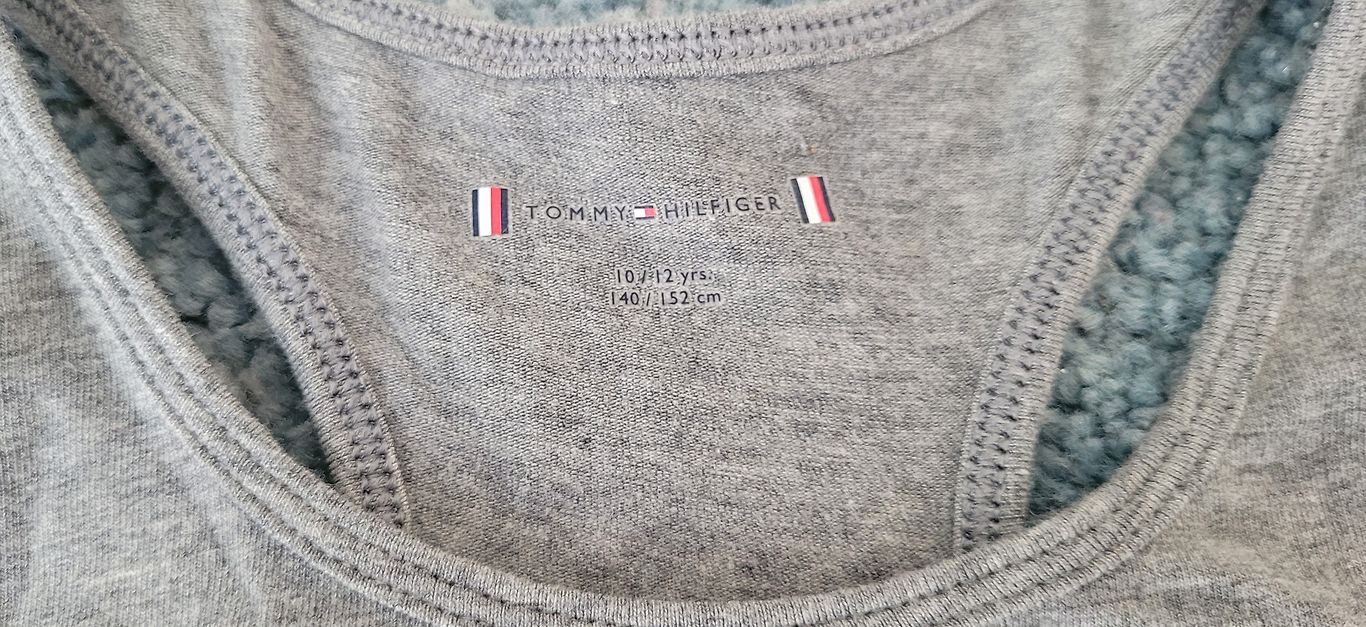 TOMMY HILFIGER
10 / 12 yrs.
140 / 152 cm